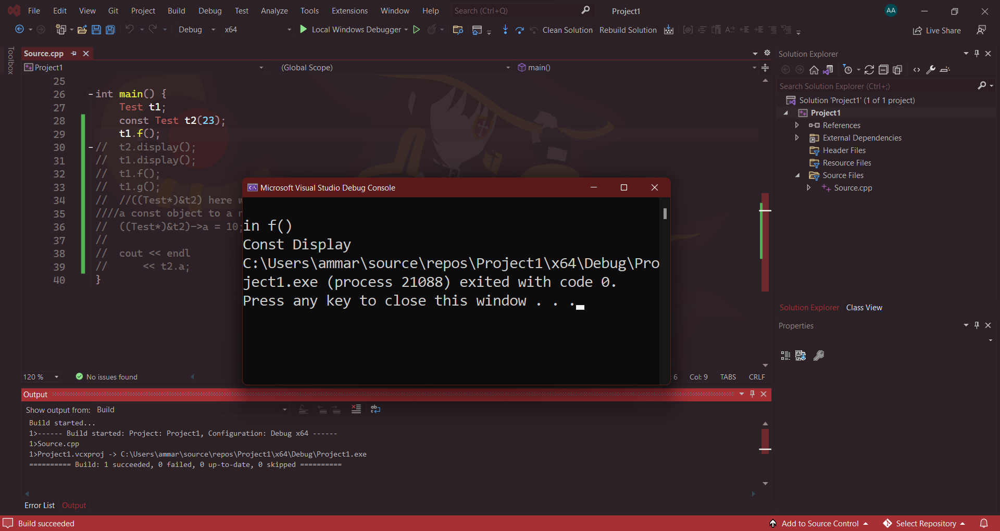 File Edit View Git Project Build Debug Test Analyze Tools Extensions Window Help Search (Ctrl+Q) Project1 AA
Debug x64 Local Windows Debugger Clean Solution Rebuild Solution Live Share
Toolbox
Source.cpp
Project1 (Global Scope) main()
25
26 int main() {
27 Test t1;
28 const Test t2(23);
29 t1.f();
30 // t2.display();
31 // t1.display();
32 // t1.f();
33 // t1.g();
34 // //((Test*)&t2) here w
35 ////a const object to a
36 // ((Test*)&t2)->a = 10;
37 //
38 // cout << endl
39 // << t2.a;
40 }
Microsoft Visual Studio Debug Console
in f()
Const Display
C:\Users\ammar\source\repos\Project1\x64\Debug\Pro
ject1.exe (process 21088) exited with code 0.
Press any key to close this window . . .
120 % No issues found 6 Col: 9 TABS CRLF
Output
Show output from: Build
Build started...
1>------ Build started: Project: Project1, Configuration: Debug x64 ------
1>Source.cpp
1>Project1.vcxproj -> C:\Users\ammar\source\repos\Project1\x64\Debug\Project1.exe
========== Build: 1 succeeded, 0 failed, 0 up-to-date, 0 skipped ==========
Error List Output
Solution Explorer
Search Solution Explorer (Ctrl+;)
Solution 'Project1' (1 of 1 project)
Project1
References
External Dependencies
Header Files
Resource Files
Source Files
Source.cpp
Solution Explorer Class View
Properties
Build succeeded Add to Source Control Select Repository